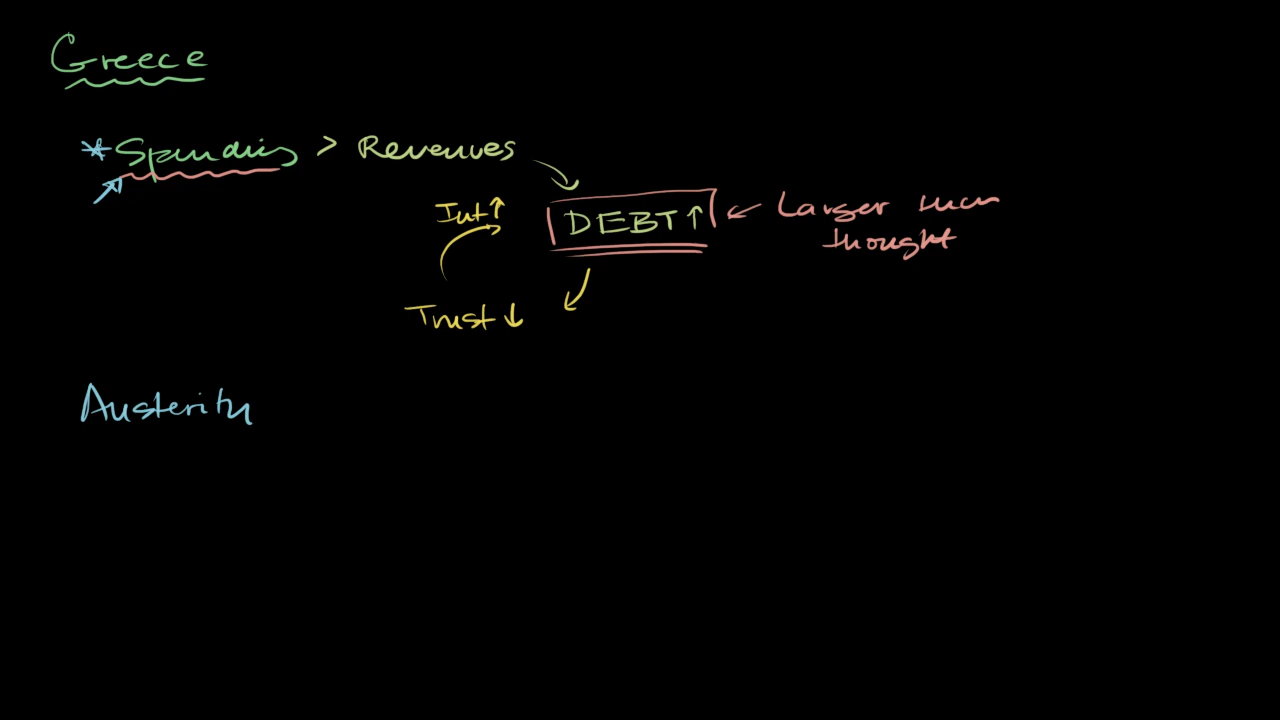 Greece
* Spending > Revenues
Int↑ DEBT↑ ← Larger than
thought
Trust↓
Austerity